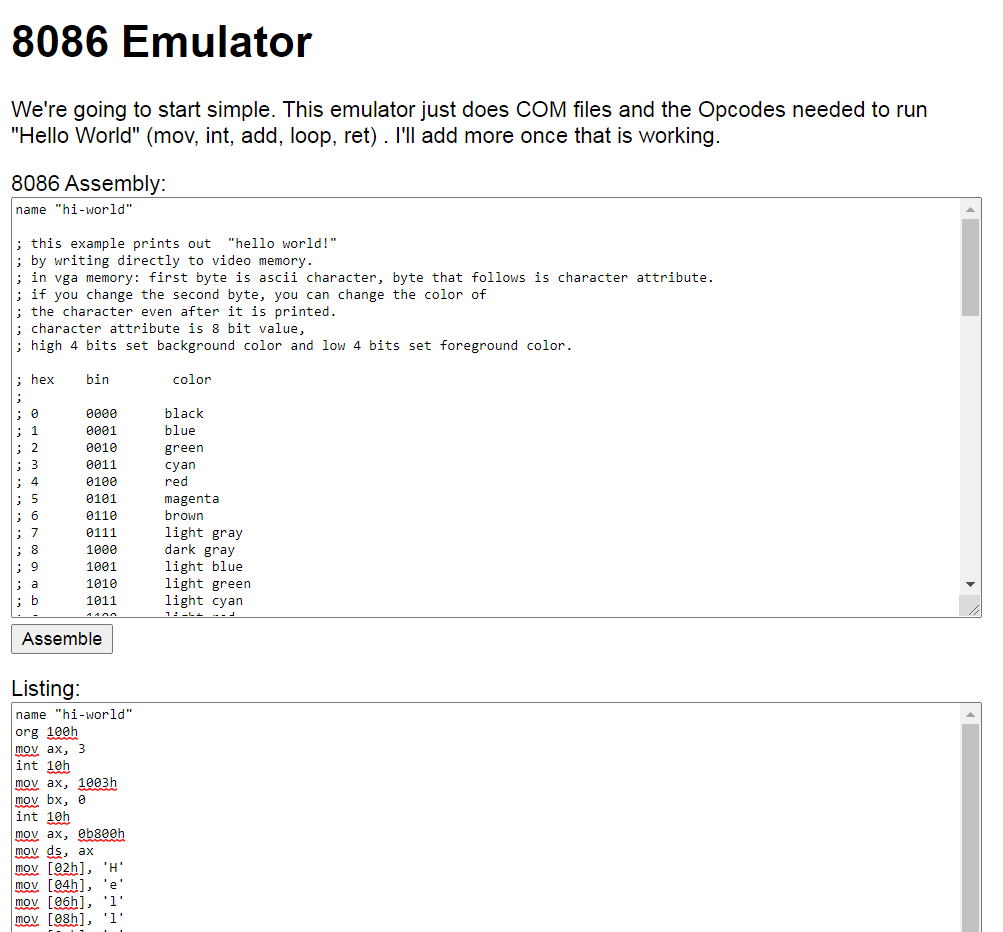 8086 Emulator
We're going to start simple. This emulator just does COM files and the Opcodes needed to run
"Hello World" (mov, int, add, loop, ret) . I'll add more once that is working.
8086 Assembly:
name "hi-world"
; this example prints out  "hello world!"
; by writing directly to video memory.
; in vga memory: first byte is ascii character, byte that follows is character attribute.
; if you change the second byte, you can change the color of
; the character even after it is printed.
; character attribute is 8 bit value,
; high 4 bits set background color and low 4 bits set foreground color.
; hex    bin        color
;
; 0      0000      black
; 1      0001      blue
; 2      0010      green
; 3      0011      cyan
; 4      0100      red
; 5      0101      magenta
; 6      0110      brown
; 7      0111      light gray
; 8      1000      dark gray
; 9      1001      light blue
; a      1010      light green
; b      1011      light cyan
Assemble
Listing:
name "hi-world"
org 100h
mov ax, 3
int 10h
mov ax, 1003h
mov bx, 0
int 10h
mov ax, 0b800h
mov ds, ax
mov [02h], 'H'
mov [04h], 'e'
mov [06h], 'l'
mov [08h], 'l'